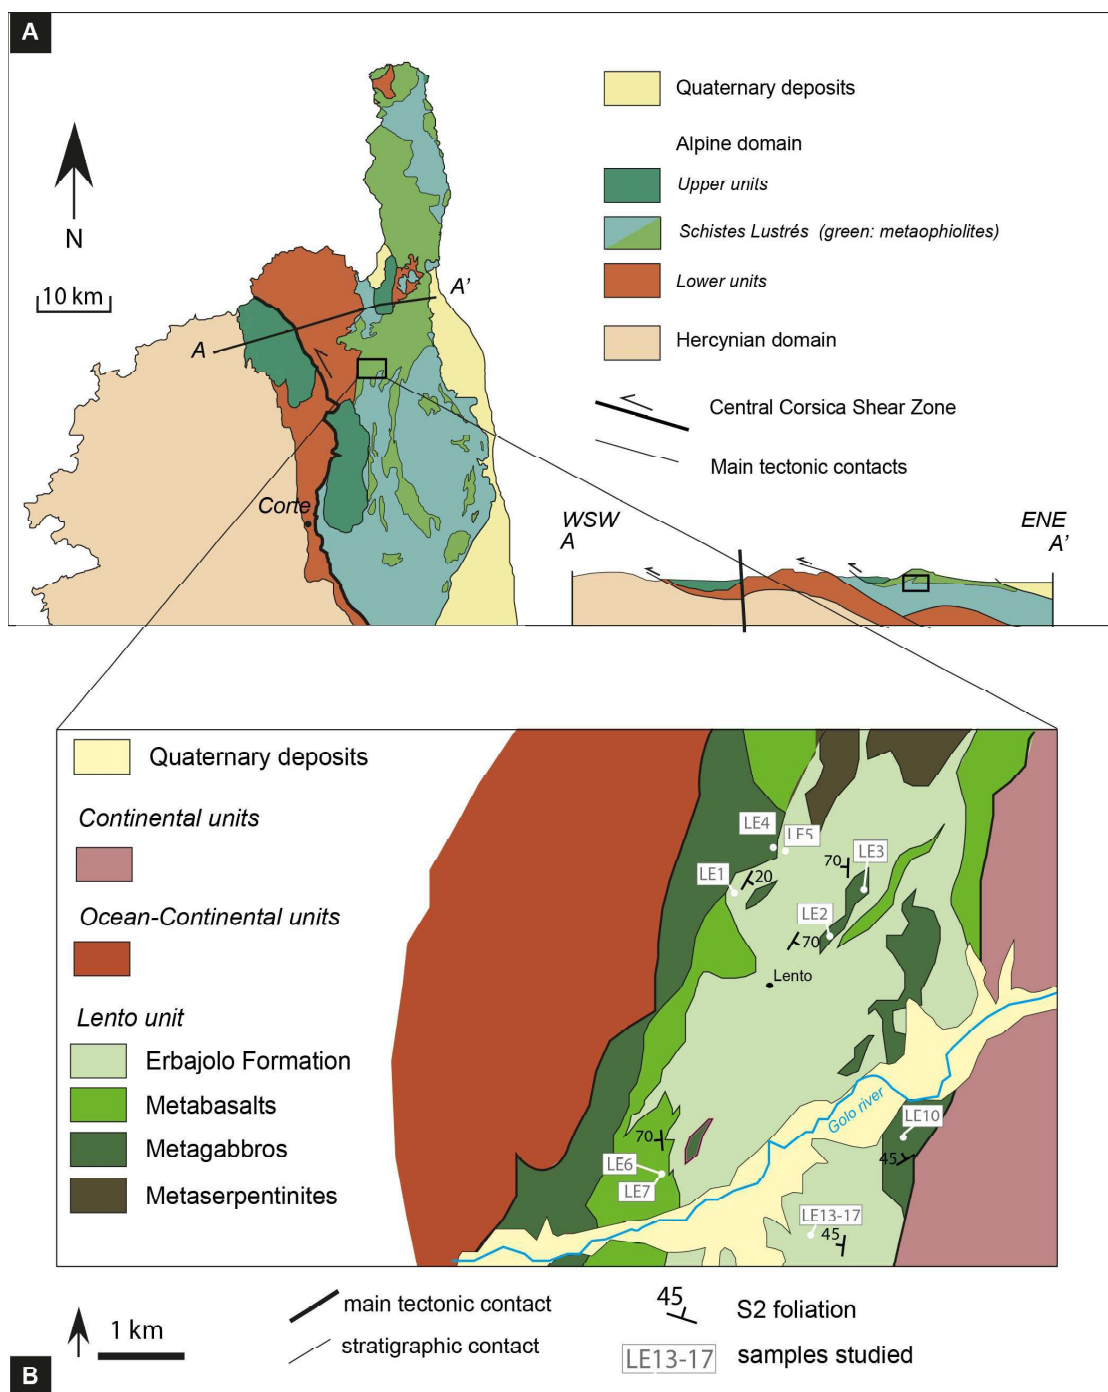 A
Quaternary deposits
Alpine domain
Upper units
Schistes Lustrés (green: metaophiolites)
Lower units
Hercynian domain
Central Corsica Shear Zone
Main tectonic contacts
N
10 km
A
A'
Corte
WSW
A
ENE
A'
Quaternary deposits
Continental units
Ocean-Continental units
Lento unit
Erbajolo Formation
Metabasalts
Metagabbros
Metaserpentinites
LE4
LE5
LE1
20
70
LE3
LE2
70
Lento
Golo river
LE10
45
70
LE6
LE7
LE13-17
45
1 km
main tectonic contact
stratigraphic contact
45
S2 foliation
LE13-17
samples studied
B